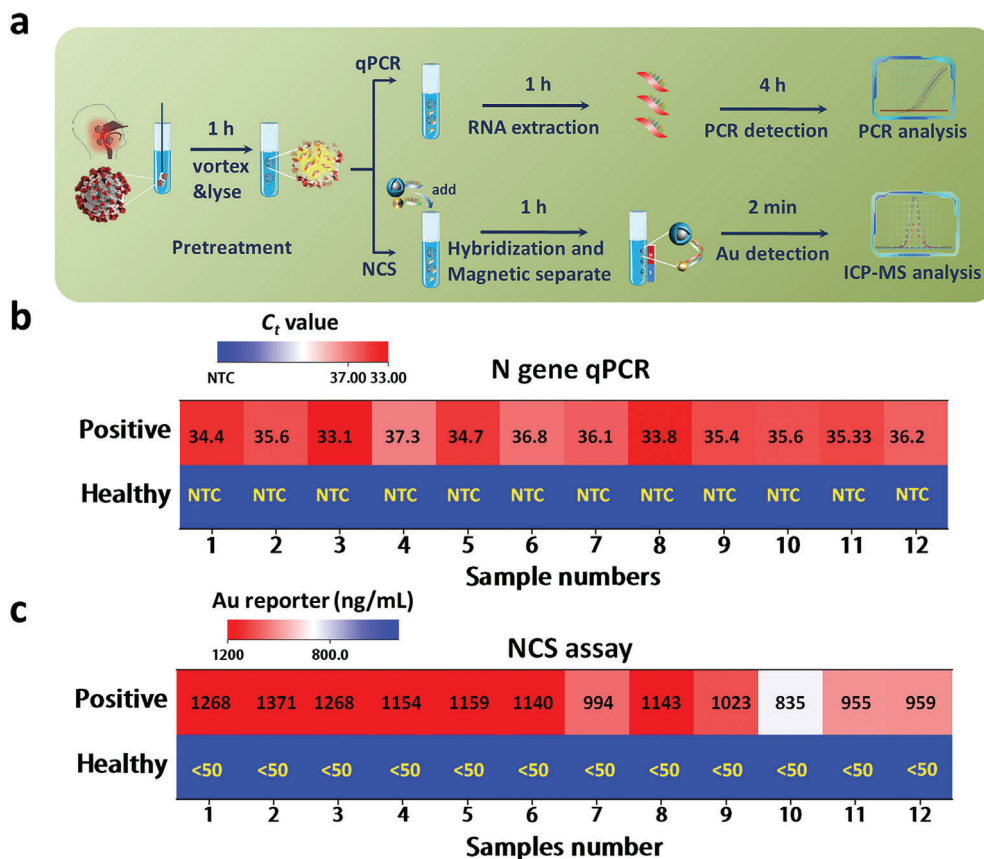 a
qPCR
1 h
vortex
&lyse
Pretreatment
1 h
RNA extraction
4 h
PCR detection
PCR analysis
add
NCS
1 h
Hybridization and
Magnetic separate
2 min
Au detection
ICP-MS analysis
b
Ct value
NTC 37.00 33.00
N gene qPCR
Positive 34.4 35.6 33.1 37.3 34.7 36.8 36.1 33.8 35.4 35.6 35.33 36.2
Healthy NTC NTC NTC NTC NTC NTC NTC NTC NTC NTC NTC NTC
1 2 3 4 5 6 7 8 9 10 11 12
Sample numbers
c
Au reporter (ng/mL)
1200 800.0
NCS assay
Positive 1268 1371 1268 1154 1159 1140 994 1143 1023 835 955 959
Healthy <50 <50 <50 <50 <50 <50 <50 <50 <50 <50 <50 <50
1 2 3 4 5 6 7 8 9 10 11 12
Samples number